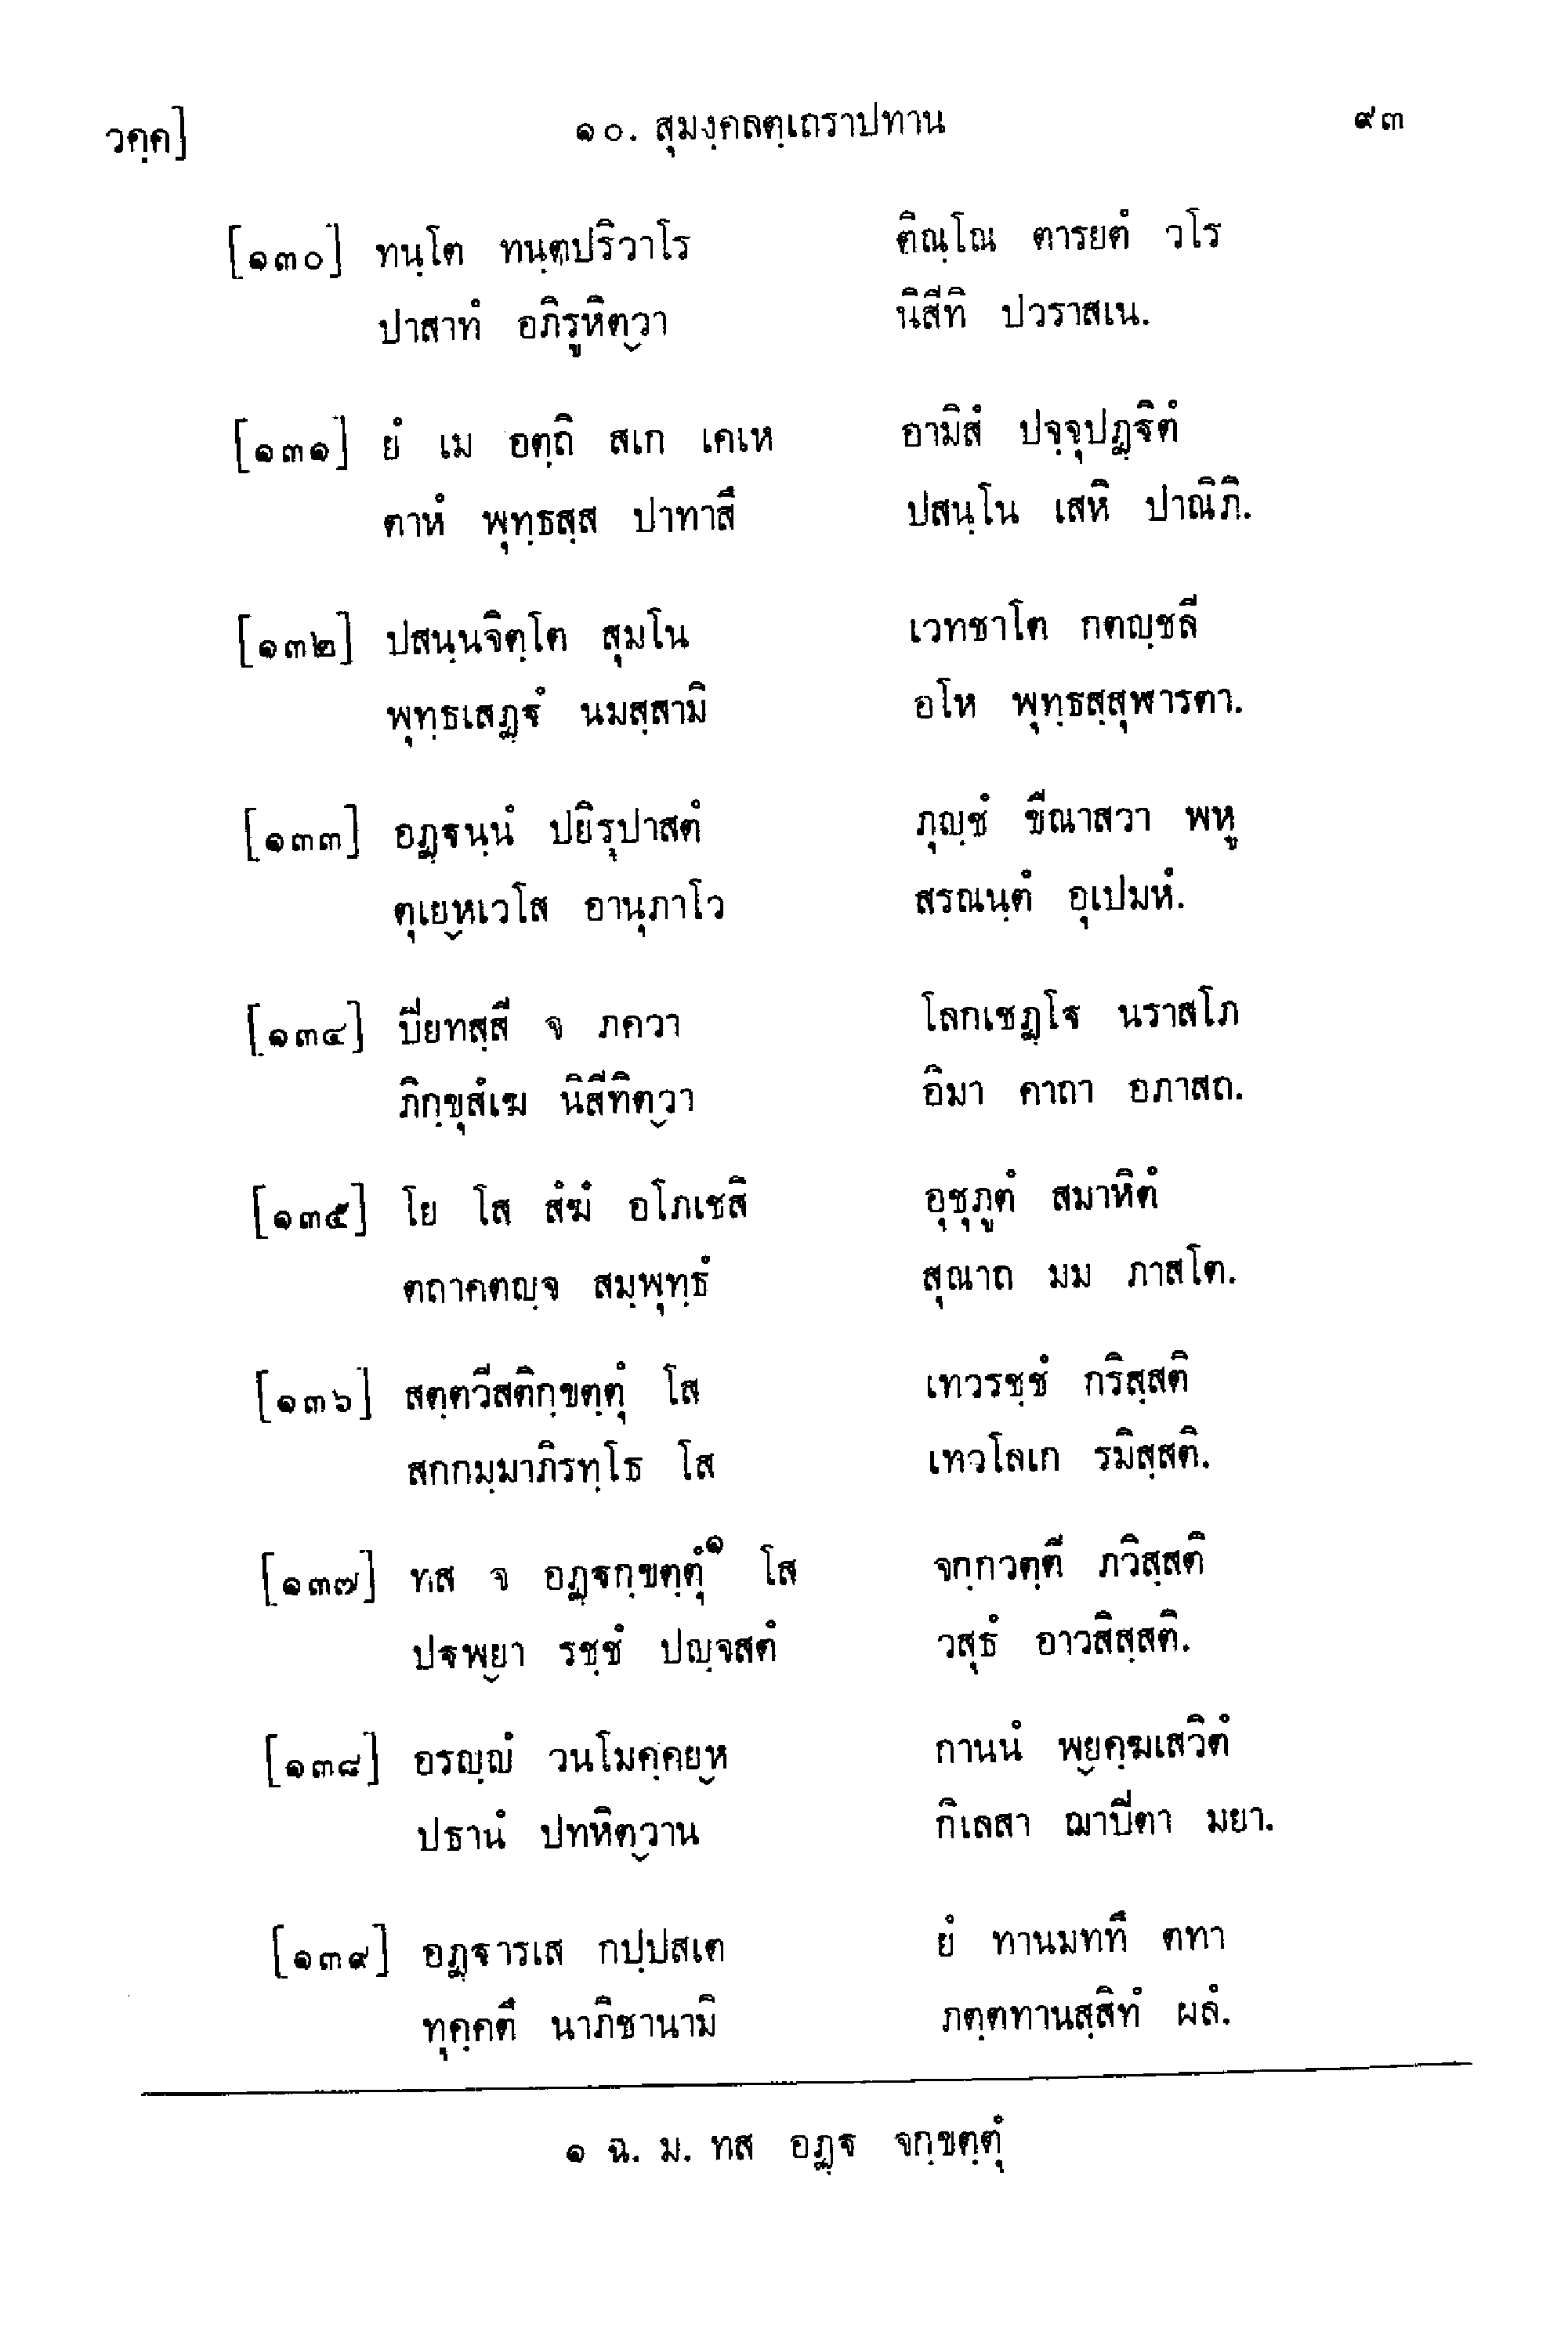 วคฺค] ๑๐. สุมงฺคลตฺเถราปทาน ๙๓
[๑๓๐] ทนฺโต ทนฺตปริวาโร ติณฺโณ ตารยตํ วโร
ปาสาทํ อภิรูหิตฺวา นิสีทิ ปวราสเน.
[๑๓๑] ยํ เม อตฺถิ สเก เคเห อามิสํ ปจฺจุปฏฺฐิตํ
ตาหํ พุทฺธสฺส ปาทาสึ ปสนฺโน เสหิ ปาณิภิ.
[๑๓๒] ปสนฺนจิตฺโต สุมโน เวทชาโต กตญฺชลี
พุทฺธเสฏฺฐํ นมสฺสามิ อโห พุทฺธสฺสุฬารตา.
[๑๓๓] อฏฺฐนฺนํ ปยิรุปาสตํ ภุญฺชํ ขีณาสวา พหู
ตุเยฺหเวโส อานุภาโว สรณนฺตํ อุเปมหํ.
[๑๓๔] ปิยทสฺสี จ ภควา โลกเชฏฺโฐ นราสโภ
ภิกฺขุสํเฆ นิสีทิตฺวา อิมา คาถา อภาสถ.
[๑๓๕] โย โส สํฆํ อโภเชสิ อุชุภูตํ สมาหิตํ
ตถาคตญฺจ สมฺพุทฺธํ สุณาถ มม ภาสโต.
[๑๓๖] สตฺตวีสติกฺขตฺตุํ โส เทวรชฺชํ กริสฺสติ
สกกมฺมาภิรทฺโธ โส เทวโลเก รมิสฺสติ.
[๑๓๗] ทส จ อฏฺฐกฺขตฺตุํ๑ โส จกฺกวตฺตี ภวิสฺสติ
ปฐพฺยา รชฺชํ ปญฺจสตํ วสุธํ อาวสิสฺสติ.
[๑๓๘] อรญฺญํ วนโมคฺคยฺห กานนํ พฺยคฺฆเสวิตํ
ปธานํ ปทหิตฺวาน กิเลสา ฌาปิตา มยา.
[๑๓๙] อฏฺฐารเส กปฺปสเต ยํ ทานมททึ ตทา
ทุคฺคตึ นาภิชานามิ ภตฺตทานสฺสิทํ ผลํ.
๑ ฉ. ม. ทส อฏฺฐ จกฺขตฺตุํ